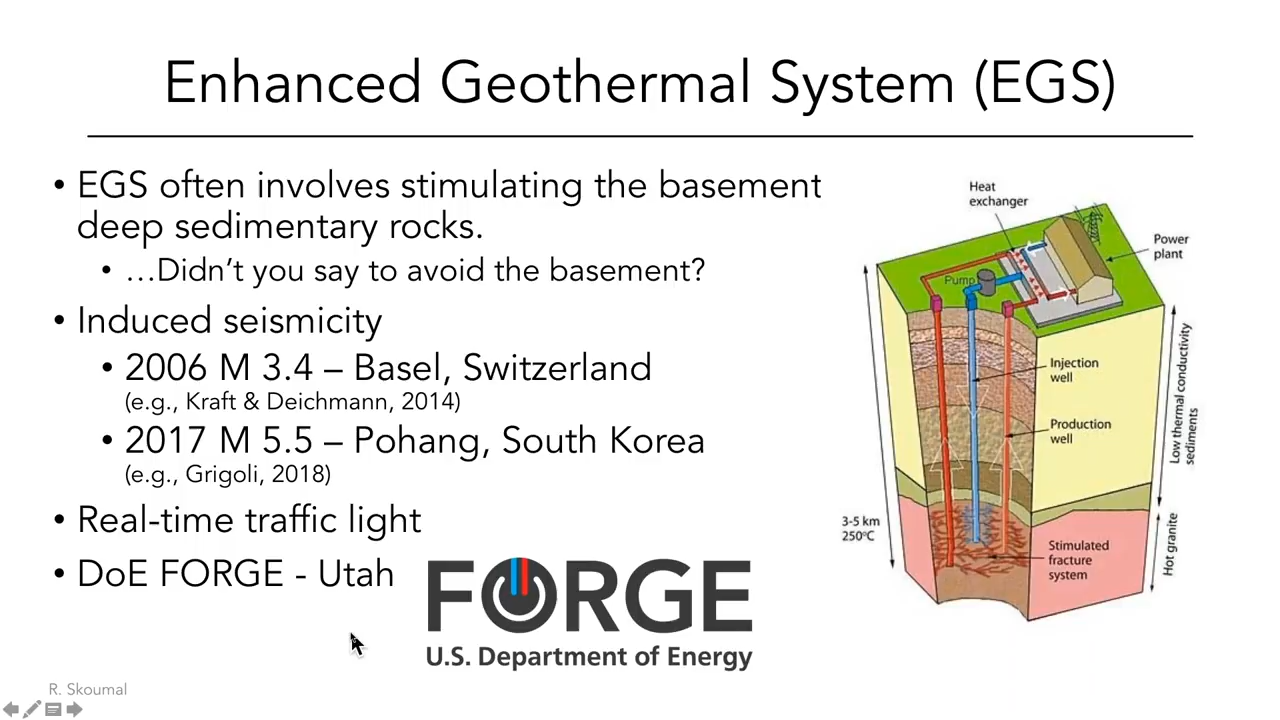 Enhanced Geothermal System (EGS)
• EGS often involves stimulating the basement
deep sedimentary rocks.
• …Didn't you say to avoid the basement?
• Induced seismicity
• 2006 M 3.4 – Basel, Switzerland
(e.g., Kraft & Deichmann, 2014)
• 2017 M 5.5 – Pohang, South Korea
(e.g., Grigoli, 2018)
• Real-time traffic light
• DoE FORGE - Utah
FORGE
U.S. Department of Energy
Heat
exchanger
Power
plant
Pump
Injection
well
Production
well
Low thermal conductivity
sediments
3-5 km
250°C
Stimulated
fracture
system
Hot granite
R. Skoumal